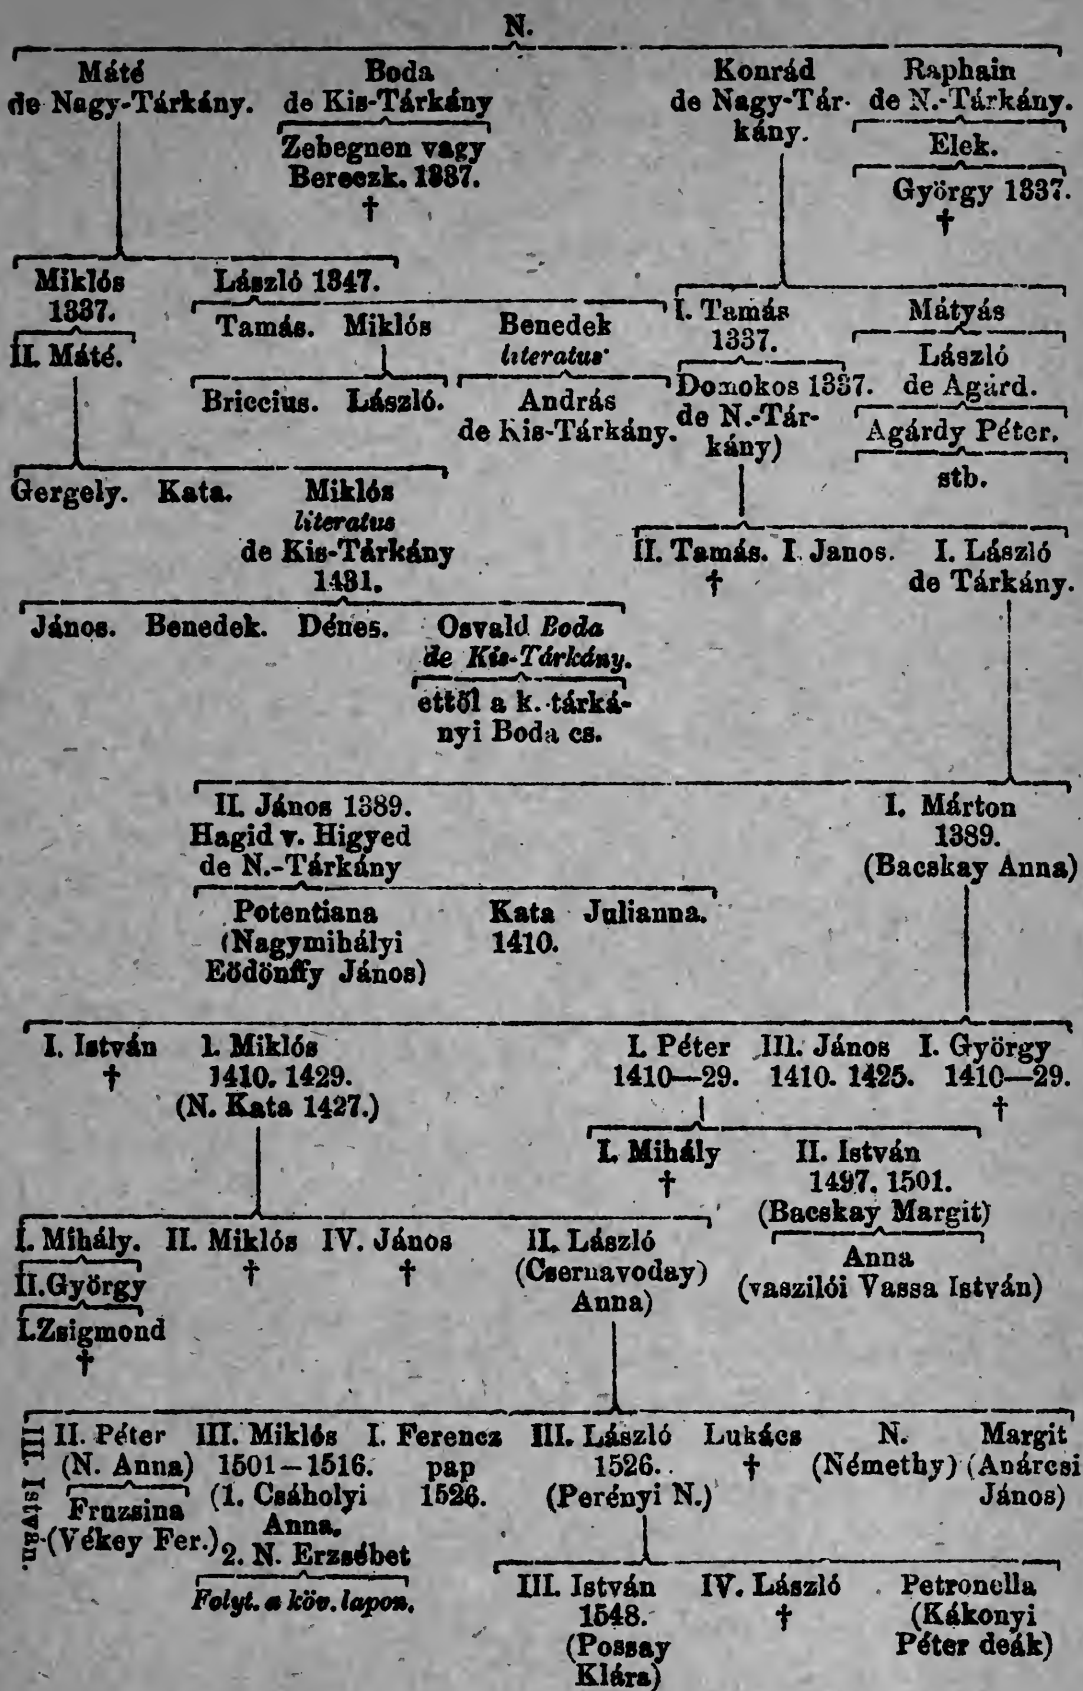 N.
Máté Boda Konrád Raphain
de Nagy-Tárkány. de Kis-Tárkány de Nagy-Tár- de N.-Tárkány.
kány.
Zebegnen vagy Elek.
Bereczk. 1337. György 1337.
† †
Miklós László 1347.
1337. Tamás. Miklós Benedek I. Tamás Mátyás
II. Máté. literatus 1337. László
Briccius. László. András Domokos 1337. de Agárd.
de Kis-Tárkány. de N.-Tár- Agárdy Péter.
kány) stb.
Gergely. Kata. Miklós
literatus II. Tamás. I. Janos. I. László
de Kis-Tárkány † de Tárkány.
1431.
János. Benedek. Dénes. Osvald Boda
de Kis-Tárkány.
ettől a k. tárká-
nyi Boda cs.
II. János 1389. I. Márton
Hagid v. Higyed 1389.
de N.-Tárkány (Bacskay Anna)
Potentiana Kata Julianna.
(Nagymihályi 1410.
Eödönffy János)
I. István I. Miklós I. Péter III. János I. György
† 1410. 1429. 1410—29. 1410. 1425. 1410—29.
(N. Kata 1427.) †
I. Mihály II. István
† 1497. 1501.
(Bacskay Margit)
I. Mihály. II. Miklós IV. János II. László Anna
† † (Csernavoday) (vaszilói Vassa István)
II. György Anna)
I. Zsigmond
†
III. István. II. Péter III. Miklós I. Ferencz III. László Lukács N. Margit
(N. Anna) 1501—1516. pap 1526. † (Némethy) (Anárcsi
Fruzsina (1. Csáholyi 1526. (Perényi N.) János)
(Vékey Fer.) Anna.
2. N. Erzsébet
Folyt. a köv. lapon. III. István IV. László Petronella
1548. † (Kákonyi
(Possay Péter deák)
Klára)